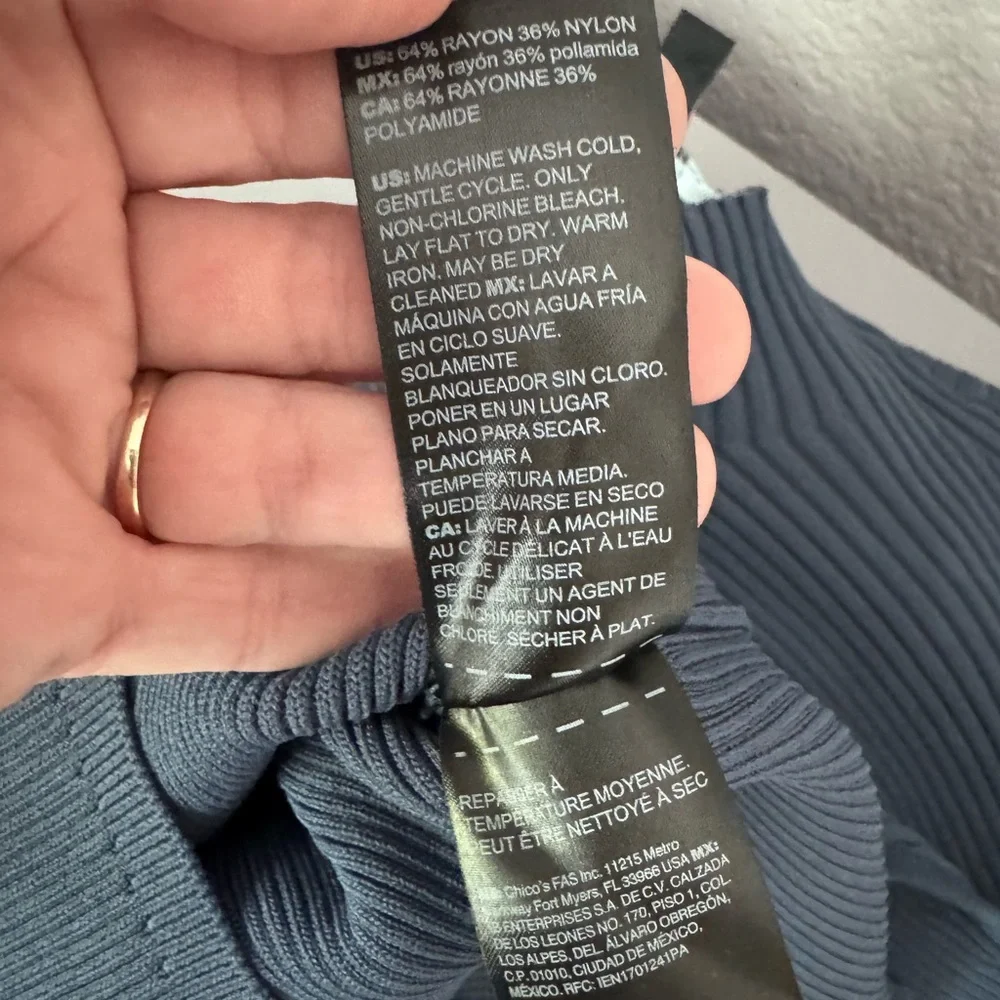 US: 64% RAYON 36% NYLON
MX: 64% rayón 36% poliamida
CA: 64% RAYONNE 36%
POLYAMIDE
US: MACHINE WASH COLD,
GENTLE CYCLE. ONLY
NON-CHLORINE BLEACH.
LAY FLAT TO DRY. WARM
IRON. MAY BE DRY
CLEANED MX: LAVAR A
MÁQUINA CON AGUA FRÍA
EN CICLO SUAVE.
SOLAMENTE
BLANQUEADOR SIN CLORO.
PONER EN UN LUGAR
PLANO PARA SECAR.
PLANCHAR A
TEMPERATURA MEDIA.
PUEDE LAVARSE EN SECO
CA: LAVER À LA MACHINE
AU CYCLE DÉLICAT À L'EAU
UTILISER
SEULEMENT UN AGENT DE
BLANCHIMENT NON
CHLORÉ. SÉCHER À PLAT.
À
TEMPÉRATURE MOYENNE.
PEUT ÊTRE NETTOYÉ À SEC
Chico's FAS Inc. 11215 Metro
Fort Myers, FL 33966 USA MX:
ENTERPRISES S.A. DE C.V. CALZADA
DE LOS LEONES NO. 170, PISO 1, COL.
LOS ALPES, DEL. ÁLVARO OBREGÓN,
C.P. 01010, CIUDAD DE MÉXICO,
MÉXICO. RFC: IEN1701241PA